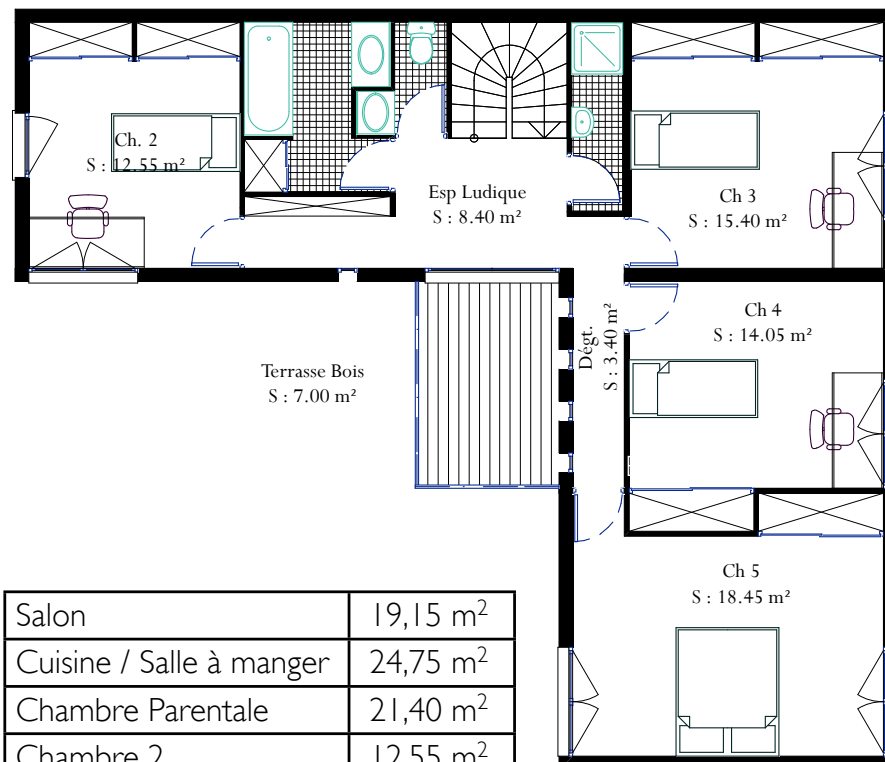 Ch. 2
S : 12.55 m²
Esp Ludique
S : 8.40 m²
Ch 3
S : 15.40 m²
Ch 4
S : 14.05 m²
Dégt.
S : 3.40 m²
Terrasse Bois
S : 7.00 m²
Ch 5
S : 18.45 m²
Salon 19,15 m²
Cuisine / Salle à manger 24,75 m²
Chambre Parentale 21,40 m²
Chambre 2 12,55 m²